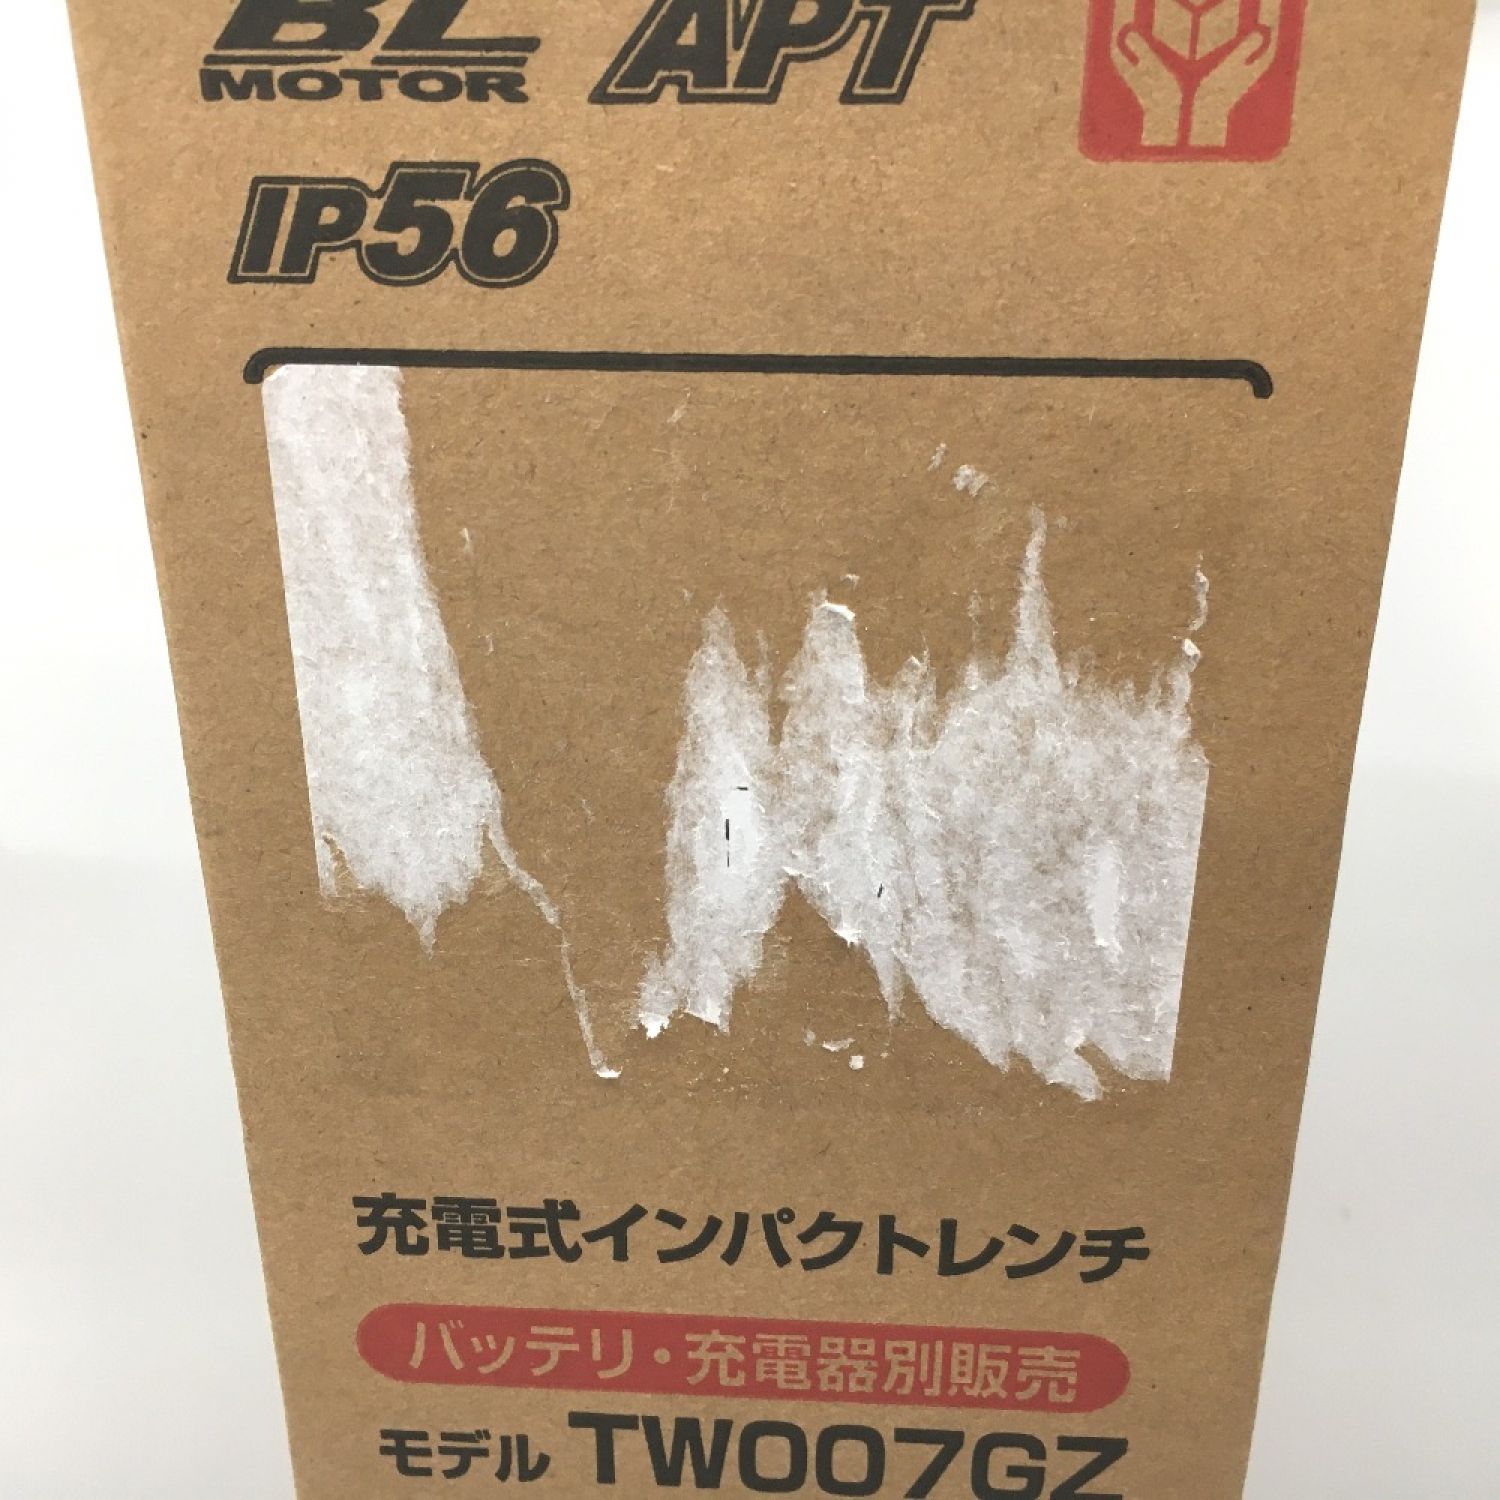 BL APT
MOTOR
IP56
充電式インパクトレンチ
バッテリ・充電器別販売
モデル TW007GZ